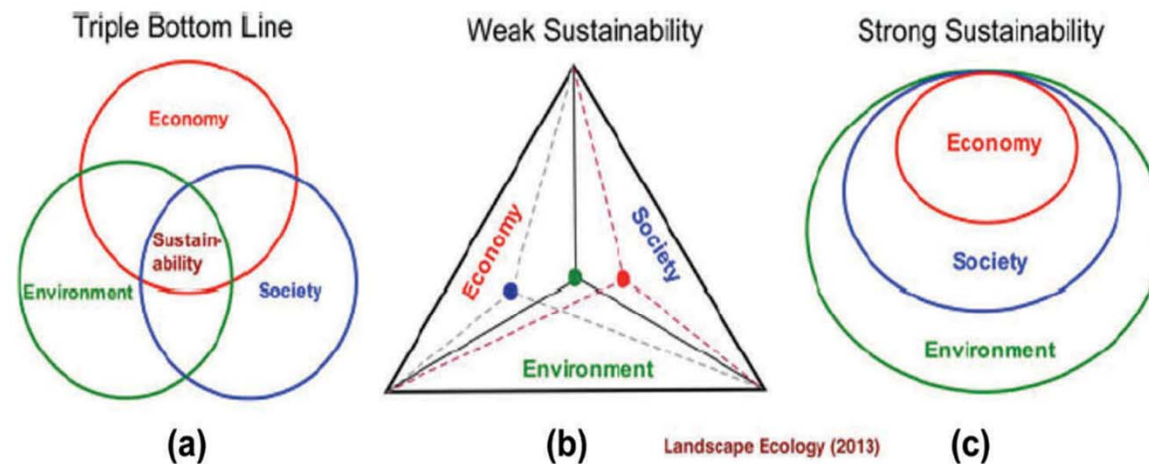 Triple Bottom Line
Economy
Sustain-
ability
Environment
Society
(a)
Weak Sustainability
Economy
Society
Environment
(b)
Landscape Ecology (2013)
Strong Sustainability
Economy
Society
Environment
(c)